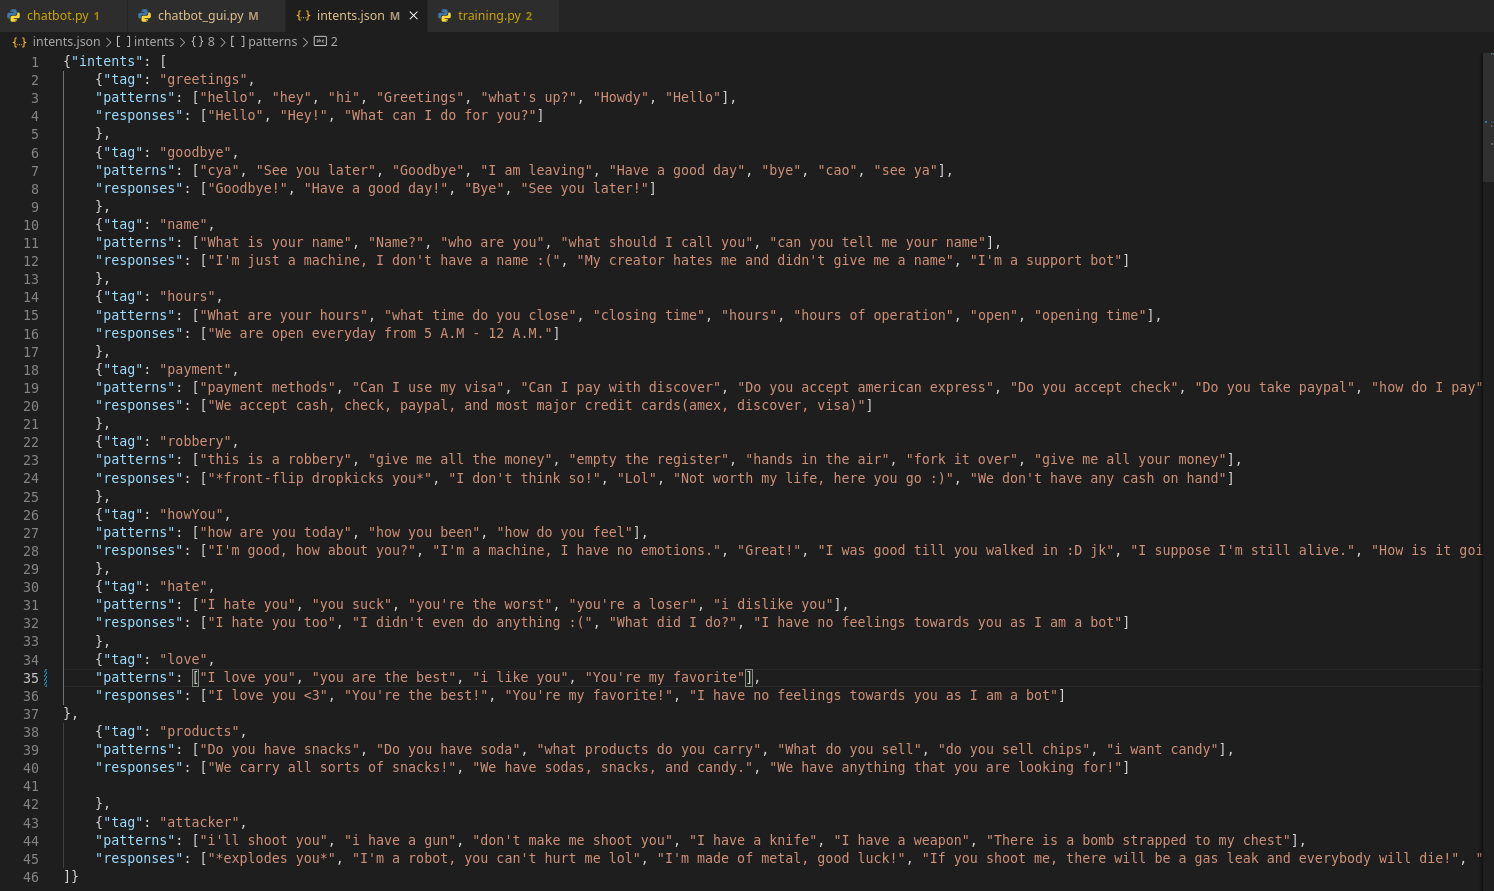 chatbot.py 1 chatbot_gui.py M {..} intents.json M × training.py 2
{..} intents.json > [ ] intents > {} 8 > [ ] patterns > abc 2
1 {"intents": [
2 {"tag": "greetings",
3 "patterns": ["hello", "hey", "hi", "Greetings", "what's up?", "Howdy", "Hello"],
4 "responses": ["Hello", "Hey!", "What can I do for you?"]
5 },
6 {"tag": "goodbye",
7 "patterns": ["cya", "See you later", "Goodbye", "I am leaving", "Have a good day", "bye", "cao", "see ya"],
8 "responses": ["Goodbye!", "Have a good day!", "Bye", "See you later!"]
9 },
10 {"tag": "name",
11 "patterns": ["What is your name", "Name?", "who are you", "what should I call you", "can you tell me your name"],
12 "responses": ["I'm just a machine, I don't have a name :(", "My creator hates me and didn't give me a name", "I'm a support bot"]
13 },
14 {"tag": "hours",
15 "patterns": ["What are your hours", "what time do you close", "closing time", "hours", "hours of operation", "open", "opening time"],
16 "responses": ["We are open everyday from 5 A.M - 12 A.M."]
17 },
18 {"tag": "payment",
19 "patterns": ["payment methods", "Can I use my visa", "Can I pay with discover", "Do you accept american express", "Do you accept check", "Do you take paypal", "how do I pay"
20 "responses": ["We accept cash, check, paypal, and most major credit cards(amex, discover, visa)"]
21 },
22 {"tag": "robbery",
23 "patterns": ["this is a robbery", "give me all the money", "empty the register", "hands in the air", "fork it over", "give me all your money"],
24 "responses": ["*front-flip dropkicks you*", "I don't think so!", "Lol", "Not worth my life, here you go :)", "We don't have any cash on hand"]
25 },
26 {"tag": "howYou",
27 "patterns": ["how are you today", "how you been", "how do you feel"],
28 "responses": ["I'm good, how about you?", "I'm a machine, I have no emotions.", "Great!", "I was good till you walked in :D jk", "I suppose I'm still alive.", "How is it goi
29 },
30 {"tag": "hate",
31 "patterns": ["I hate you", "you suck", "you're the worst", "you're a loser", "i dislike you"],
32 "responses": ["I hate you too", "I didn't even do anything :(", "What did I do?", "I have no feelings towards you as I am a bot"]
33 },
34 {"tag": "love",
35 "patterns": ["I love you", "you are the best", "i like you", "You're my favorite"],
36 "responses": ["I love you <3", "You're the best!", "You're my favorite!", "I have no feelings towards you as I am a bot"]
37 },
38 {"tag": "products",
39 "patterns": ["Do you have snacks", "Do you have soda", "what products do you carry", "What do you sell", "do you sell chips", "i want candy"],
40 "responses": ["We carry all sorts of snacks!", "We have sodas, snacks, and candy.", "We have anything that you are looking for!"]
41
42 },
43 {"tag": "attacker",
44 "patterns": ["i'll shoot you", "i have a gun", "don't make me shoot you", "I have a knife", "I have a weapon", "There is a bomb strapped to my chest"],
45 "responses": ["*explodes you*", "I'm a robot, you can't hurt me lol", "I'm made of metal, good luck!", "If you shoot me, there will be a gas leak and everybody will die!", "
46 ]}